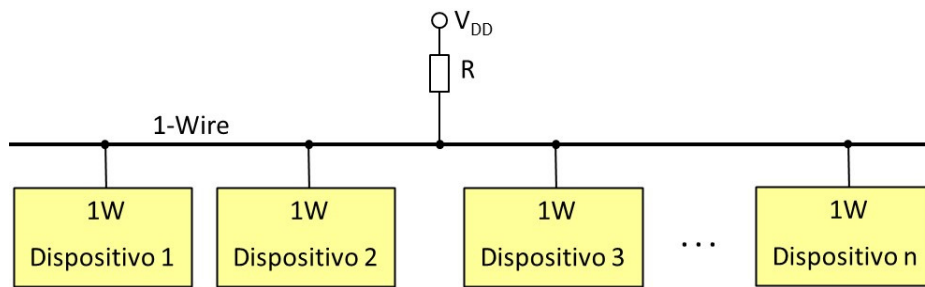 V_DD
R
1-Wire
1W
Dispositivo 1
1W
Dispositivo 2
1W
Dispositivo 3
...
1W
Dispositivo n